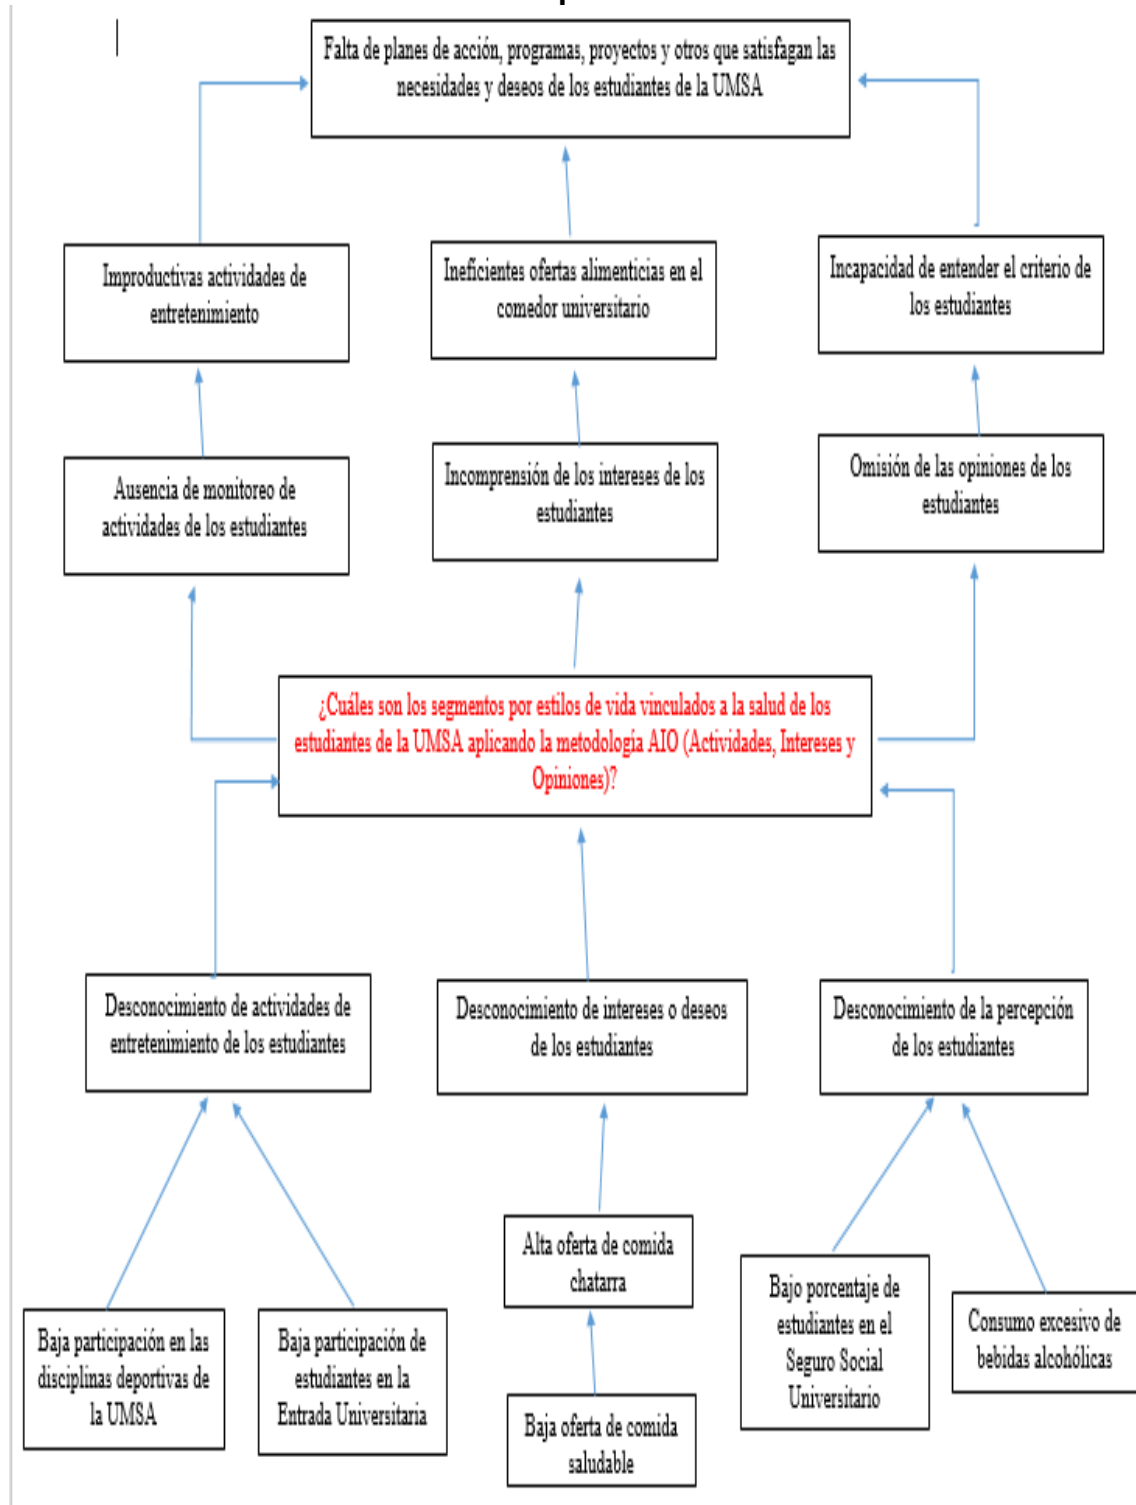 Falta de planes de acción, programas, proyectos y otros que satisfagan las
necesidades y deseos de los estudiantes de la UMSA
Improductivas actividades de
entretenimiento
Ineficientes ofertas alimenticias en el
comedor universitario
Incapacidad de entender el criterio de
los estudiantes
Ausencia de monitoreo de
actividades de los estudiantes
Incomprensión de los intereses de los
estudiantes
Omisión de las opiniones de los
estudiantes
¿Cuáles son los segmentos por estilos de vida vinculados a la salud de los
estudiantes de la UMSA aplicando la metodología AIO (Actividades, Intereses y
Opiniones)?
Desconocimiento de actividades de
entretenimiento de los estudiantes
Desconocimiento de intereses o deseos
de los estudiantes
Desconocimiento de la percepción
de los estudiantes
Baja participación en las
disciplinas deportivas de
la UMSA
Baja participación de
estudiantes en la
Entrada Universitaria
Alta oferta de comida
chatarra
Baja oferta de comida
saludable
Bajo porcentaje de
estudiantes en el
Seguro Social
Universitario
Consumo excesivo de
bebidas alcohólicas